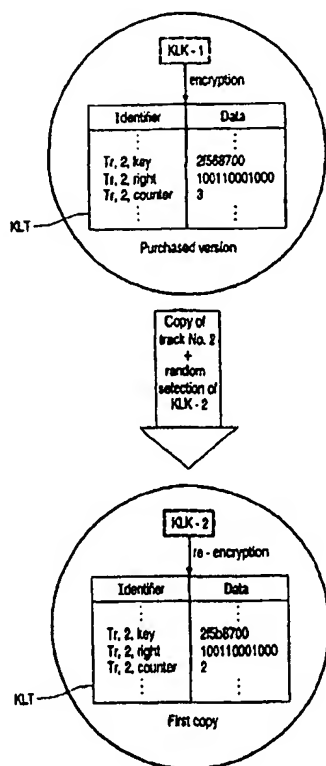 KLK - 1
encryption
Identifier Data
Tr, 2, key 2f568700
Tr, 2, right 100110001000
Tr, 2, counter 3
KLT
Purchased version
Copy of
track No. 2
+
random
selection of
KLK - 2
KLK - 2
re - encryption
Identifier Data
Tr, 2, key 2f5b8700
Tr, 2, right 100110001000
Tr, 2, counter 2
KLT
First copy